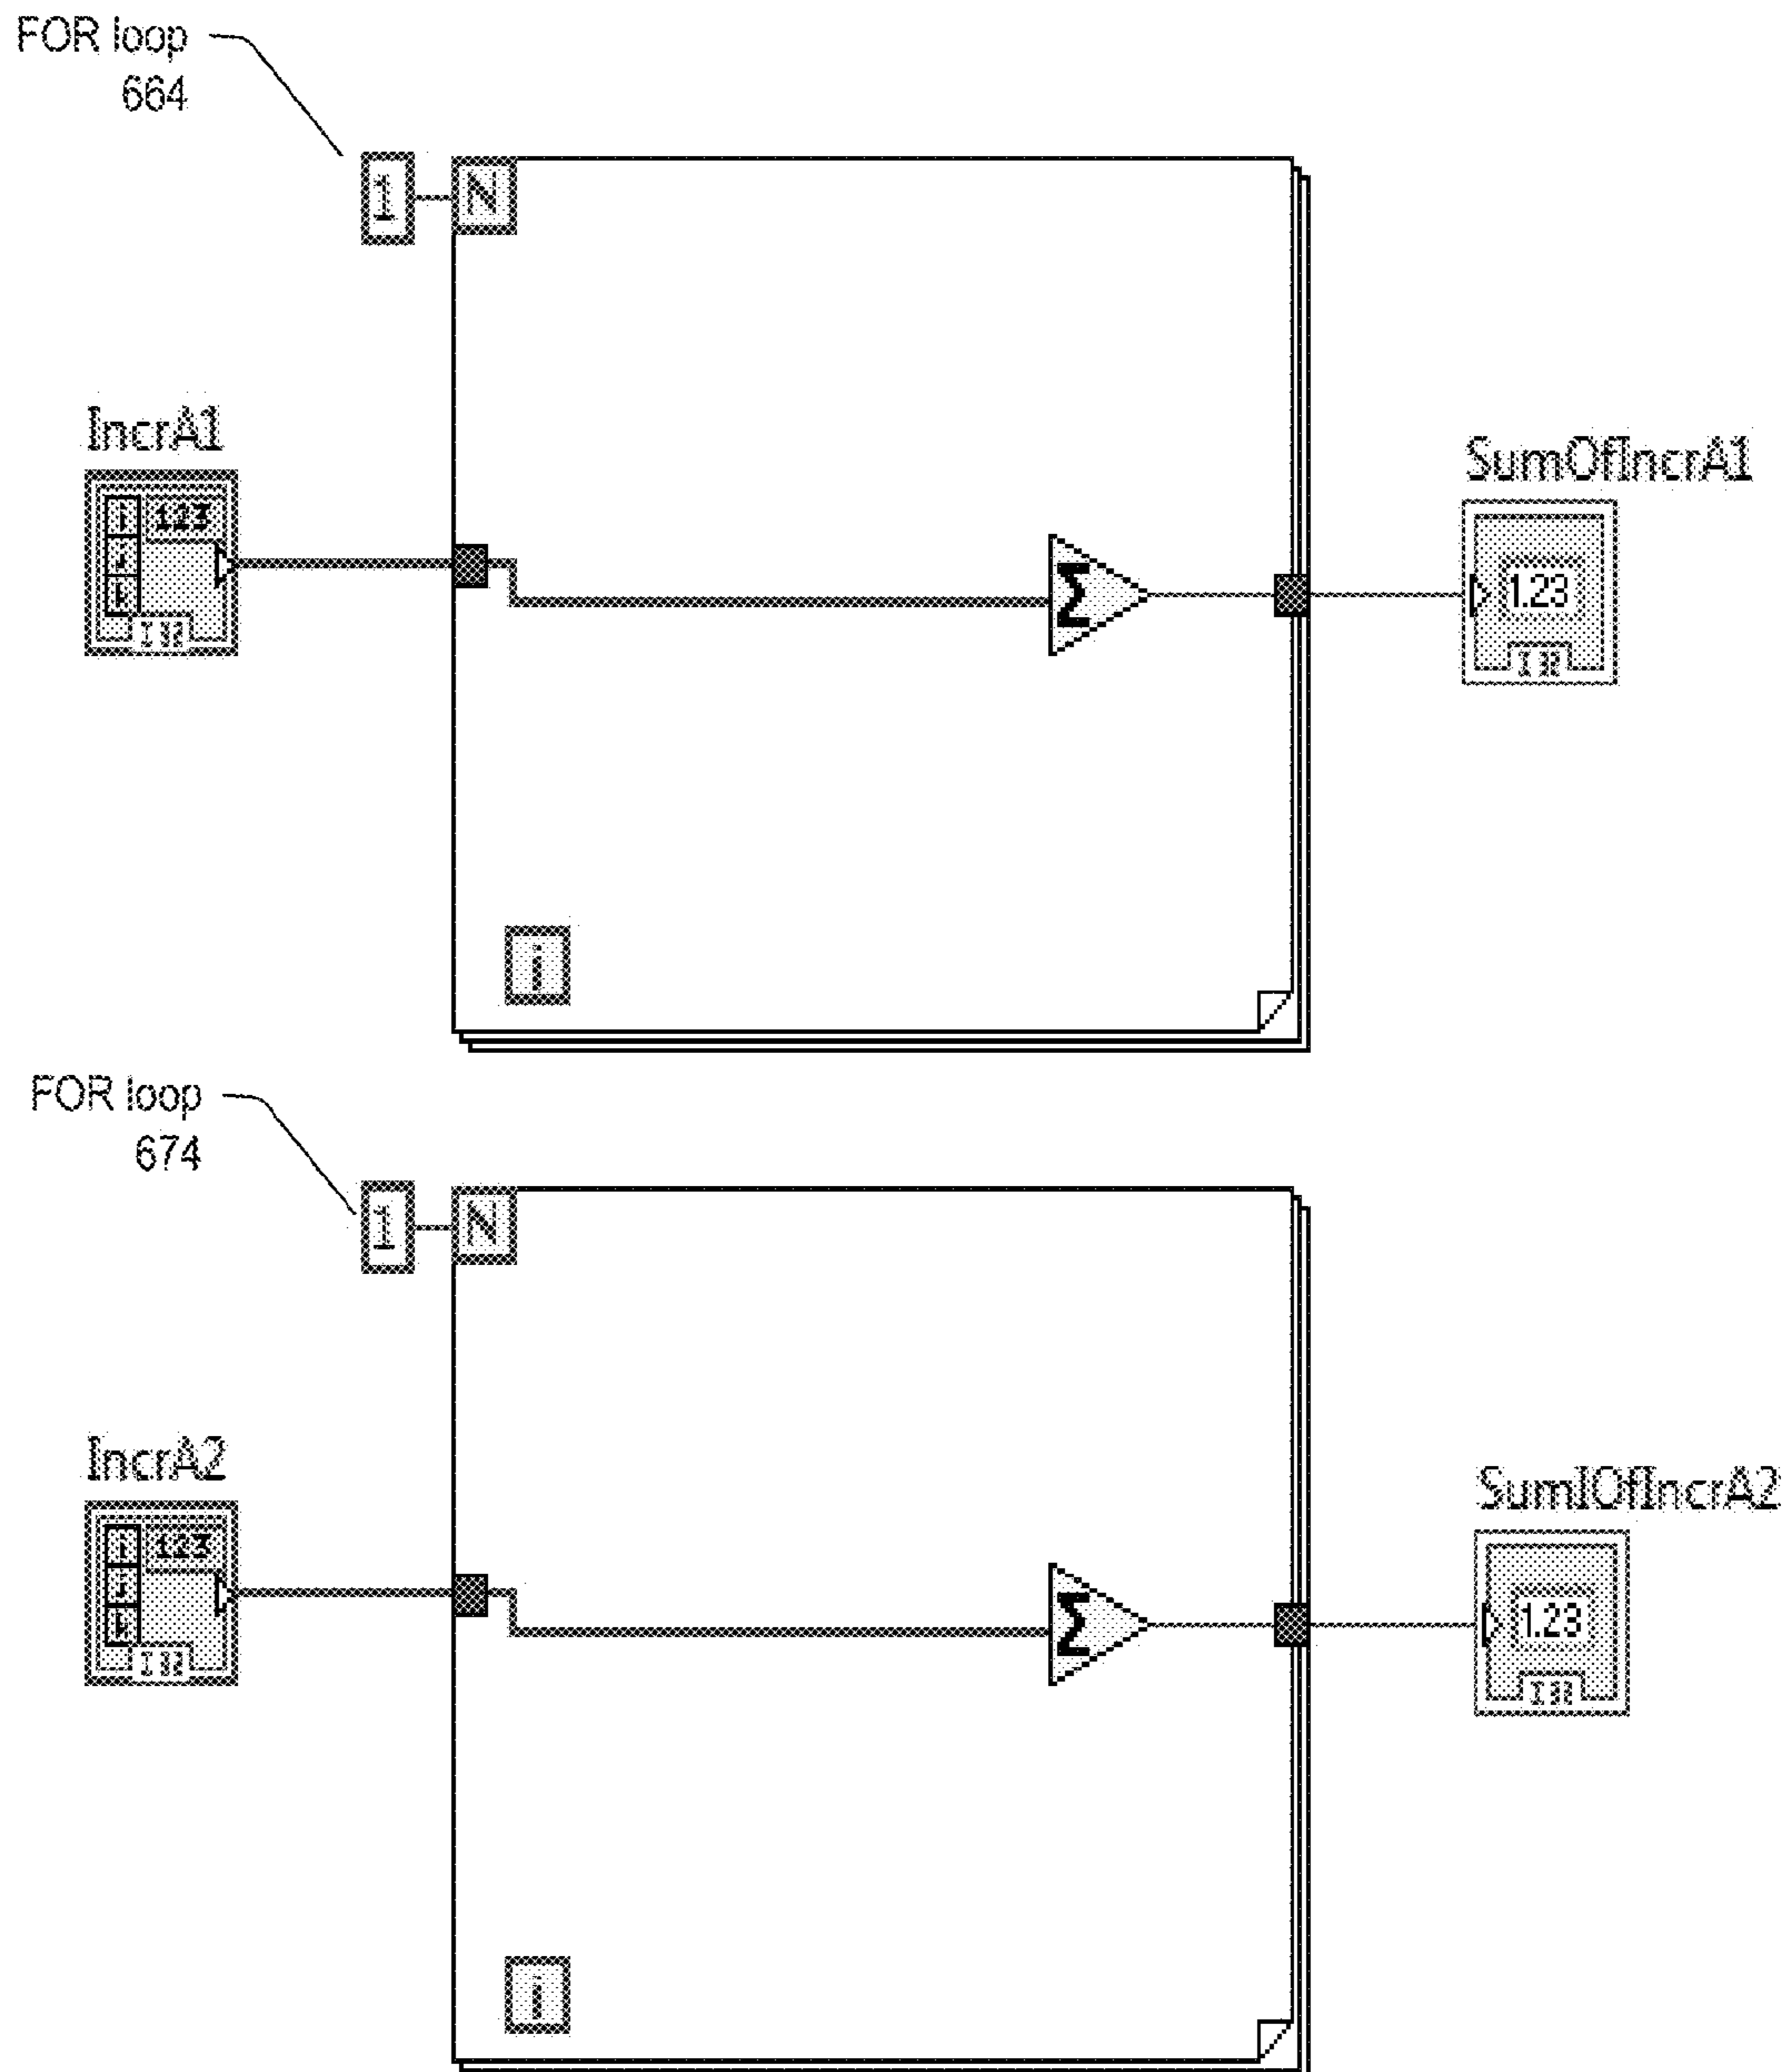 FOR loop
664
1
N
IncrA1
123
I32
Σ
SumOfIncrA1
1.23
I32
i
FOR loop
674
1
N
IncrA2
123
I32
Σ
SumIOfIncrA2
1.23
I32
i